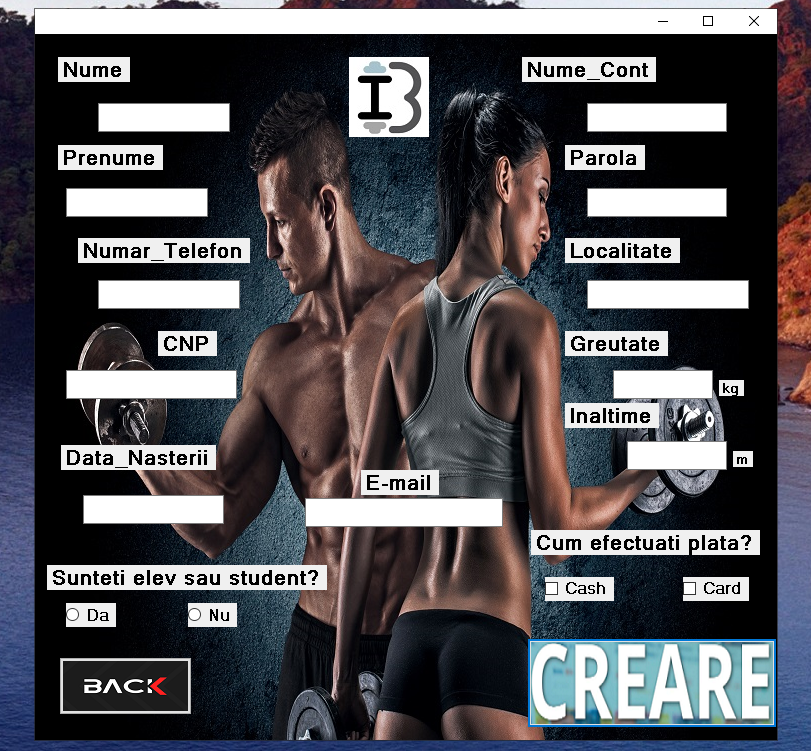 Nume
IB
Nume_Cont
Prenume
Parola
Numar_Telefon
Localitate
CNP
Greutate
kg
Inaltime
Data_Nasterii
m
E-mail
Cum efectuati plata?
Sunteti elev sau student?
Cash
Card
Da
Nu
BACK
CREARE